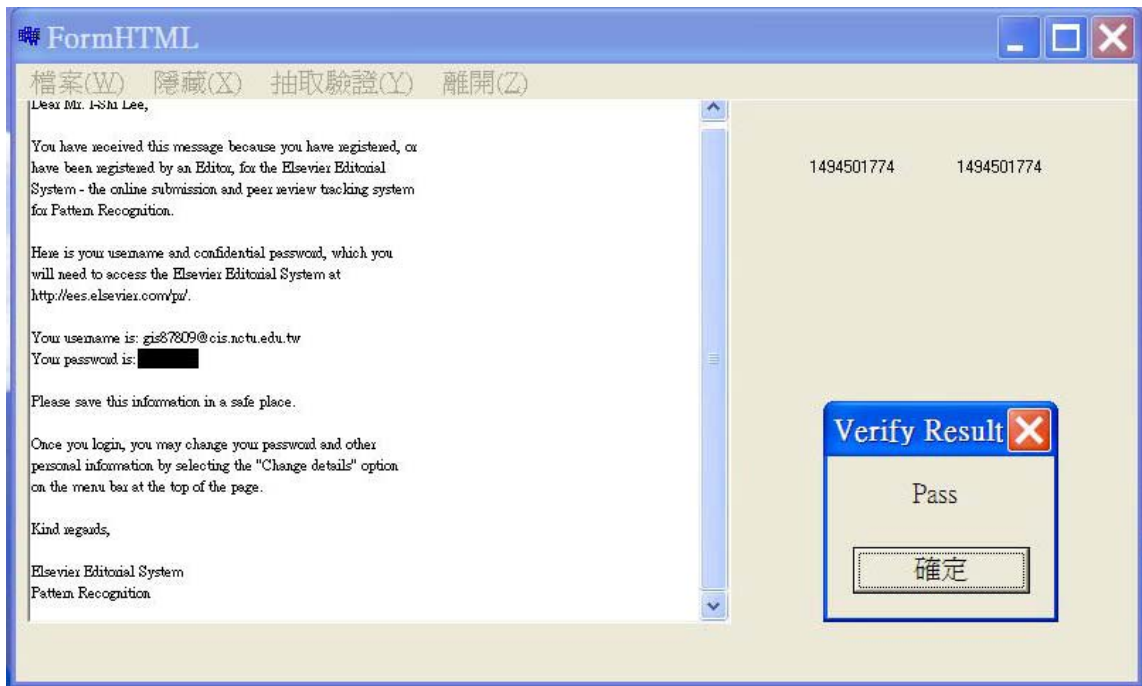 FormHTML
檔案(W) 隱藏(X) 抽取驗證(Y) 離開(Z)
Dear Mr. I-Shi Lee,
You have received this message because you have registered, or
have been registered by an Editor, for the Elsevier Editorial
System - the online submission and peer review tracking system
for Pattern Recognition.
Here is your username and confidential password, which you
will need to access the Elsevier Editorial System at
http://ees.elsevier.com/pr/.
Your username is: gis87809@cis.nctu.edu.tw
Your password is:
Please save this information in a safe place.
Once you login, you may change your password and other
personal information by selecting the "Change details" option
on the menu bar at the top of the page.
Kind regards,
Elsevier Editorial System
Pattern Recognition
1494501774 1494501774
Verify Result
Pass
確定